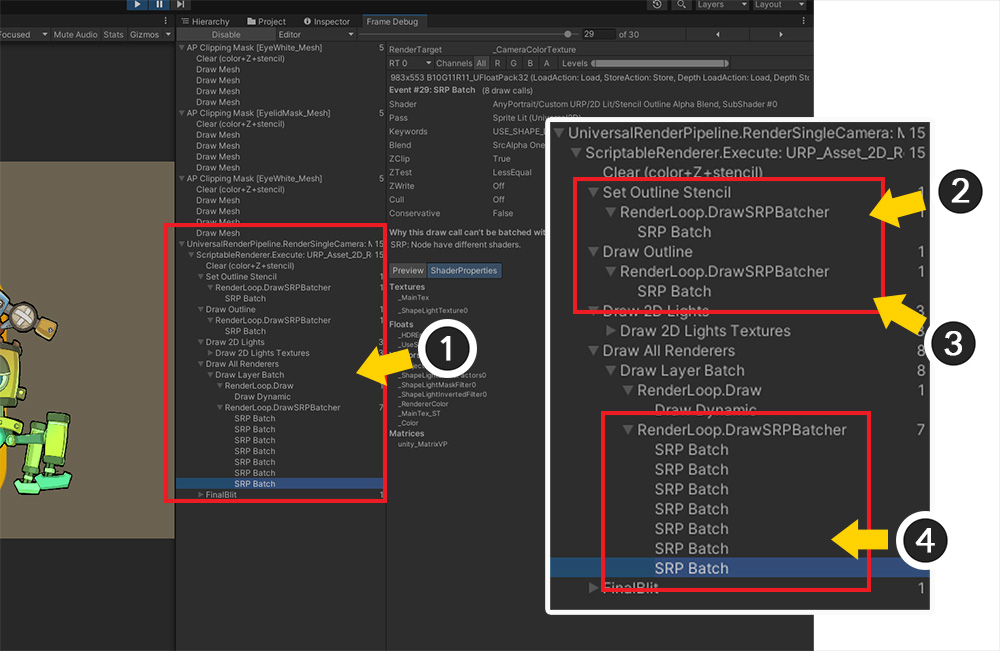 Layers
Layout
Hierarchy
Project
Inspector
Frame Debug
Focused
Mute Audio
Stats
Gizmos
Disable
Editor
29
of 30
AP Clipping Mask [EyeWhite_Mesh] 5
Clear (color+Z+stencil)
Draw Mesh
Draw Mesh
Draw Mesh
Draw Mesh
AP Clipping Mask [EyelidMask_Mesh] 5
Clear (color+Z+stencil)
Draw Mesh
Draw Mesh
Draw Mesh
Draw Mesh
AP Clipping Mask [EyeWhite_Mesh] 5
Clear (color+Z+stencil)
Draw Mesh
Draw Mesh
Draw Mesh
Draw Mesh
UniversalRenderPipeline.RenderSingleCamera: M 15
ScriptableRenderer.Execute: URP_Asset_2D_R 15
Clear (color+Z+stencil)
Set Outline Stencil 1
RenderLoop.DrawSRPBatcher 1
SRP Batch
Draw Outline 1
RenderLoop.DrawSRPBatcher 1
SRP Batch
Draw 2D Lights 3
Draw 2D Lights Textures 3
Draw All Renderers
Draw Layer Batch
RenderLoop.Draw 1
Draw Dynamic
RenderLoop.DrawSRPBatcher 7
SRP Batch
SRP Batch
SRP Batch
SRP Batch
SRP Batch
SRP Batch
SRP Batch
FinalBlit 1
RenderTarget _CameraColorTexture
RT 0 Channels All R G B A Levels
983x553 B10G11R11_UFloatPack32 (LoadAction: Load, StoreAction: Store, Depth LoadAction: Load, Depth Sto
Event #29: SRP Batch (8 draw calls)
Shader AnyPortrait/Custom URP/2D Lit/Stencil Outline Alpha Blend, SubShader #0
Pass Sprite Lit (Universal2D)
Keywords USE_SHAPE_
Blend SrcAlpha One
ZClip True
ZTest LessEqual
ZWrite Off
Cull Off
Conservative False
Why this draw call can't be batched wit
SRP: Node have different shaders.
Preview
ShaderProperties
Textures
_MainTex
_ShapeLightTexture0
Floats
_HDREm
_UseS
_ShapeLightBlendFactors0
_ShapeLightMaskFilter0
_ShapeLightInvertedFilter0
_RendererColor
_MainTex_ST
_Color
Matrices
unity_MatrixVP
1
UniversalRenderPipeline.RenderSingleCamera: M 15
ScriptableRenderer.Execute: URP_Asset_2D_R 15
Clear (color+Z+stencil)
Set Outline Stencil 1
RenderLoop.DrawSRPBatcher 1
SRP Batch
Draw Outline 1
RenderLoop.DrawSRPBatcher 1
SRP Batch
Draw 2D Lights 3
Draw 2D Lights Textures
Draw All Renderers 8
Draw Layer Batch 8
RenderLoop.Draw 1
Draw Dynamic
RenderLoop.DrawSRPBatcher 7
SRP Batch
SRP Batch
SRP Batch
SRP Batch
SRP Batch
SRP Batch
SRP Batch
FinalBlit 1
2
3
4